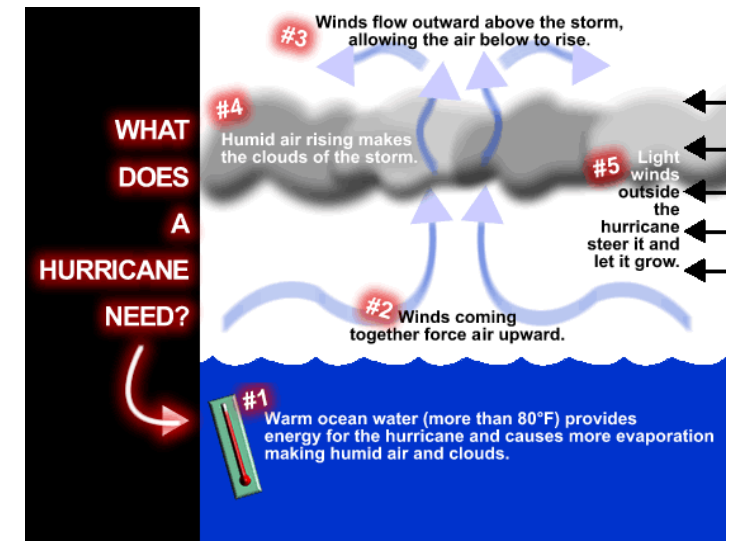 WHAT
DOES
A
HURRICANE
NEED?
#1
Warm ocean water (more than 80°F) provides
energy for the hurricane and causes more evaporation
making humid air and clouds.
#2
Winds coming
together force air upward.
#3
Winds flow outward above the storm,
allowing the air below to rise.
#4
Humid air rising makes
the clouds of the storm.
#5
Light
winds
outside
the
hurricane
steer it and
let it grow.